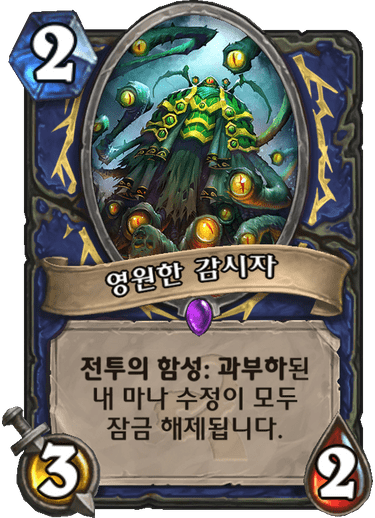 2
영원한 감시자
전투의 함성: 과부하된
내 마나 수정이 모두
잠금 해제됩니다.
3
2